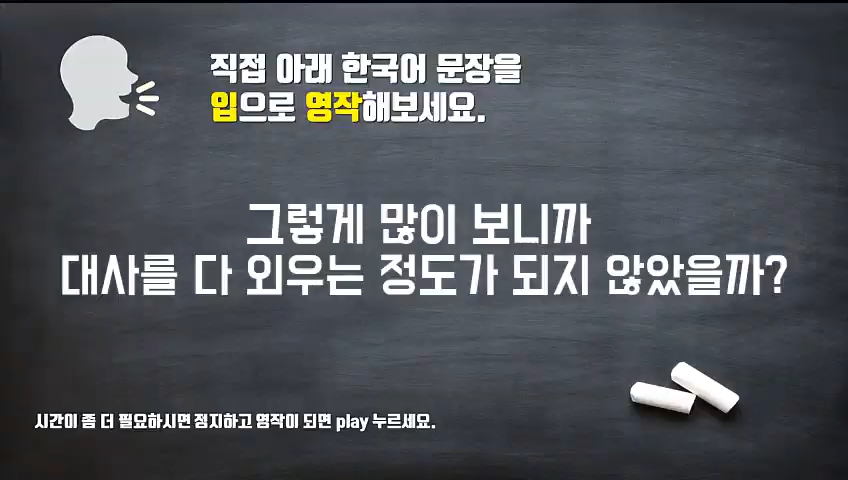 직접 아래 한국어 문장을
입으로 영작해보세요.
그렇게 많이 보니까
대사를 다 외우는 정도가 되지 않았을까?
시간이 좀 더 필요하시면 정지하고 영작이 되면 play 누르세요.